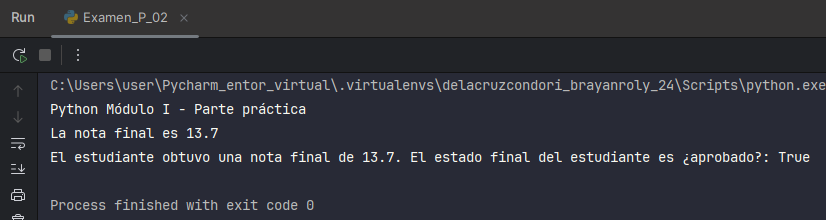 Run
Examen_P_02
C:\Users\user\Pycharm_entor_virtual\.virtualenvs\delacruzcondori_brayanroly_24\Scripts\python.exe
Python Módulo I - Parte práctica
La nota final es 13.7
El estudiante obtuvo una nota final de 13.7. El estado final del estudiante es ¿aprobado?: True
Process finished with exit code 0